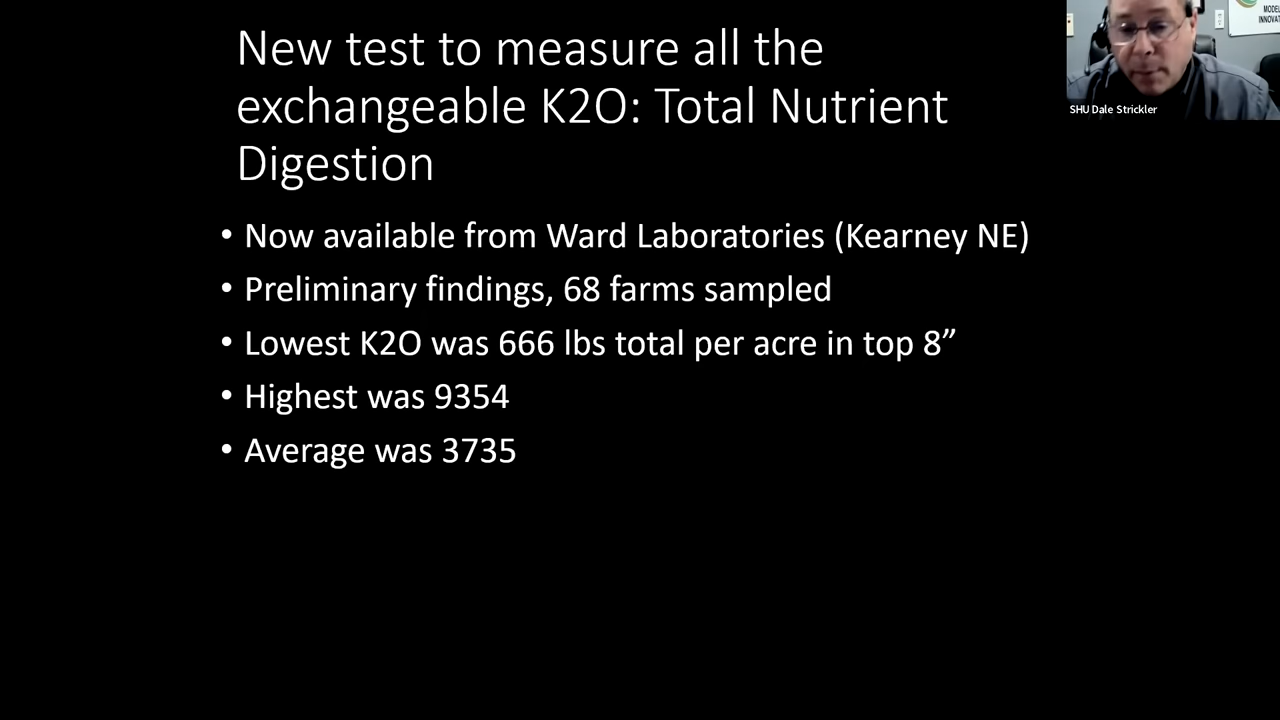 New test to measure all the
exchangeable K2O: Total Nutrient
Digestion
• Now available from Ward Laboratories (Kearney NE)
• Preliminary findings, 68 farms sampled
• Lowest K2O was 666 lbs total per acre in top 8”
• Highest was 9354
• Average was 3735
SHU Dale Strickler